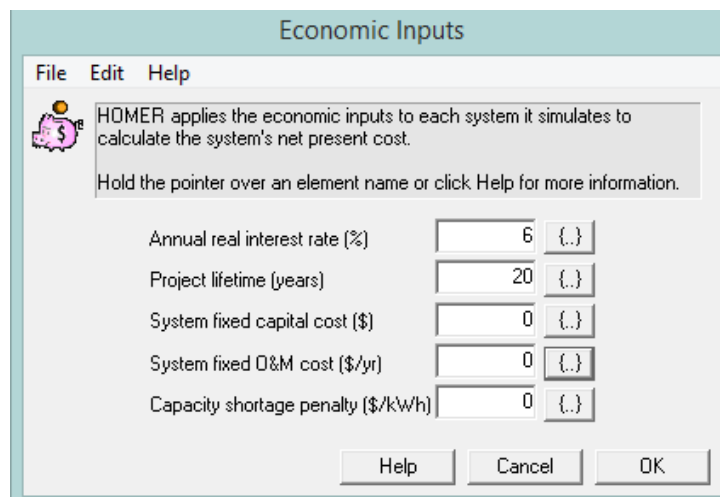 Economic Inputs
File Edit Help
HOMER applies the economic inputs to each system it simulates to
calculate the system's net present cost.
Hold the pointer over an element name or click Help for more information.
Annual real interest rate (%) 6 {..}
Project lifetime (years) 20 {..}
System fixed capital cost ($) 0 {..}
System fixed O&M cost ($/yr) 0 {..}
Capacity shortage penalty ($/kWh) 0 {..}
Help Cancel OK